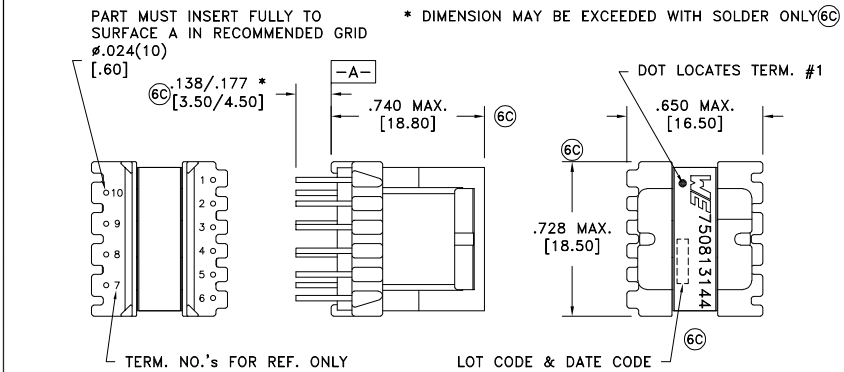 PART MUST INSERT FULLY TO
SURFACE A IN RECOMMENDED GRID
ø.024(10)
[.60]
* DIMENSION MAY BE EXCEEDED WITH SOLDER ONLY 6C
6C .138/.177 *
[3.50/4.50]
-A-
.740 MAX.
[18.80]
6C
DOT LOCATES TERM. #1
.650 MAX.
[16.50]
6C
.728 MAX.
[18.50]
10
9
8
7
1
2
3
4
5
6
WE 750813144
6C
TERM. NO.'s FOR REF. ONLY
LOT CODE & DATE CODE